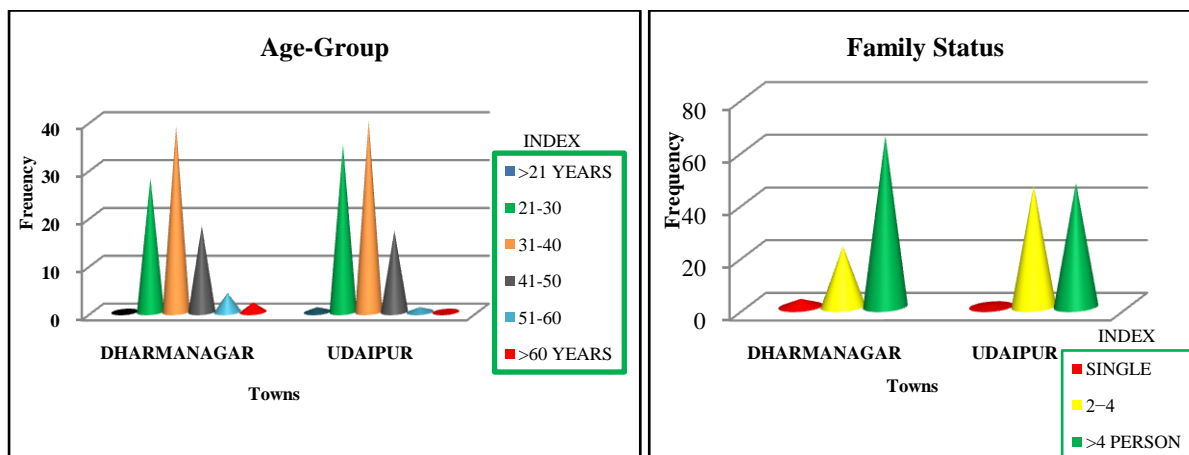 Age-Group
Freuency
40
30
20
10
0
DHARMANAGAR UDAIPUR
Towns
INDEX
>21 YEARS
21-30
31-40
41-50
51-60
>60 YEARS
Family Status
Frequency
80
60
40
20
0
DHARMANAGAR UDAIPUR
Towns
INDEX
SINGLE
2−4
>4 PERSON